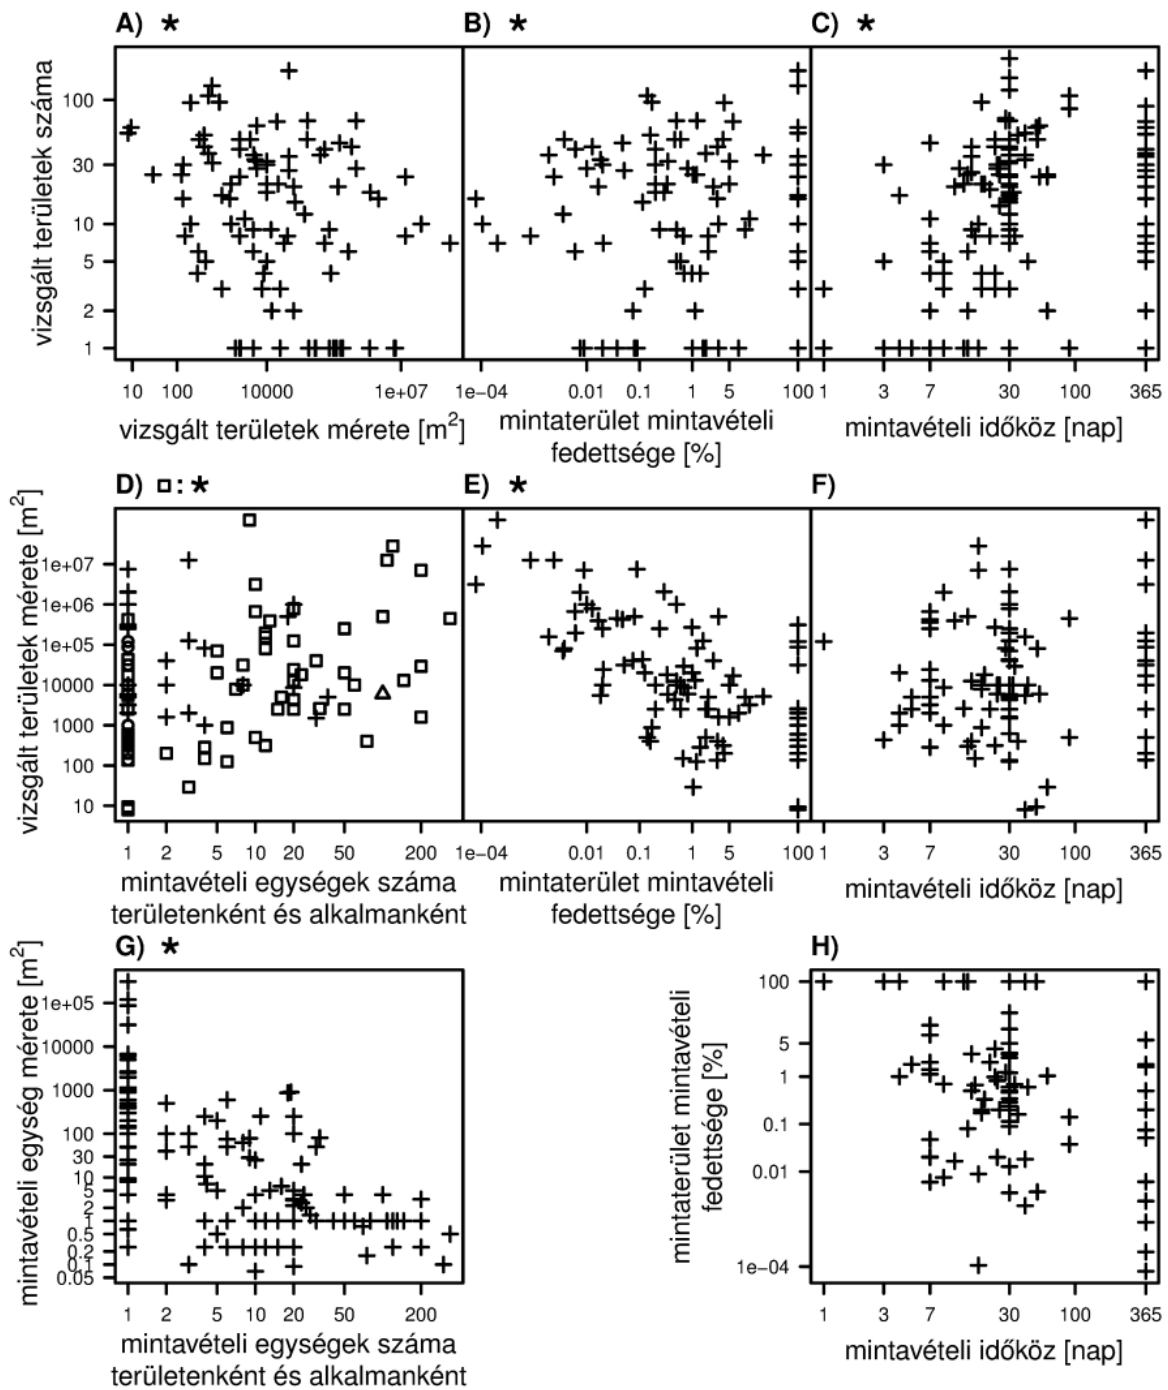 A) *
B) *
C) *
vizsgált területek száma
100
30
10
5
2
1
10 100 10000 1e+07
1e-04 0.01 0.1 1 5 100
1 3 7 30 100 365
vizsgált területek mérete [m²]
mintaterület mintavételi
fedettsége [%]
mintavételi időköz [nap]
D) □: *
E) *
F)
vizsgált területek mérete [m²]
1e+07
1e+06
1e+05
10000
1000
100
10
1 2 5 10 20 50 200
1e-04 0.01 0.1 1 5 100
1 3 7 30 100 365
mintavételi egységek száma
területenként és alkalmanként
mintaterület mintavételi
fedettsége [%]
mintavételi időköz [nap]
G) *
mintavételi egység mérete [m²]
1e+05
10000
1000
100
30
10
5
2
1
0.5
0.2
0.1
0.05
1 2 5 10 20 50 200
mintavételi egységek száma
területenként és alkalmanként
H)
mintaterület mintavételi
fedettsége [%]
100
5
1
0.1
0.01
1e-04
1 3 7 30 100 365
mintavételi időköz [nap]